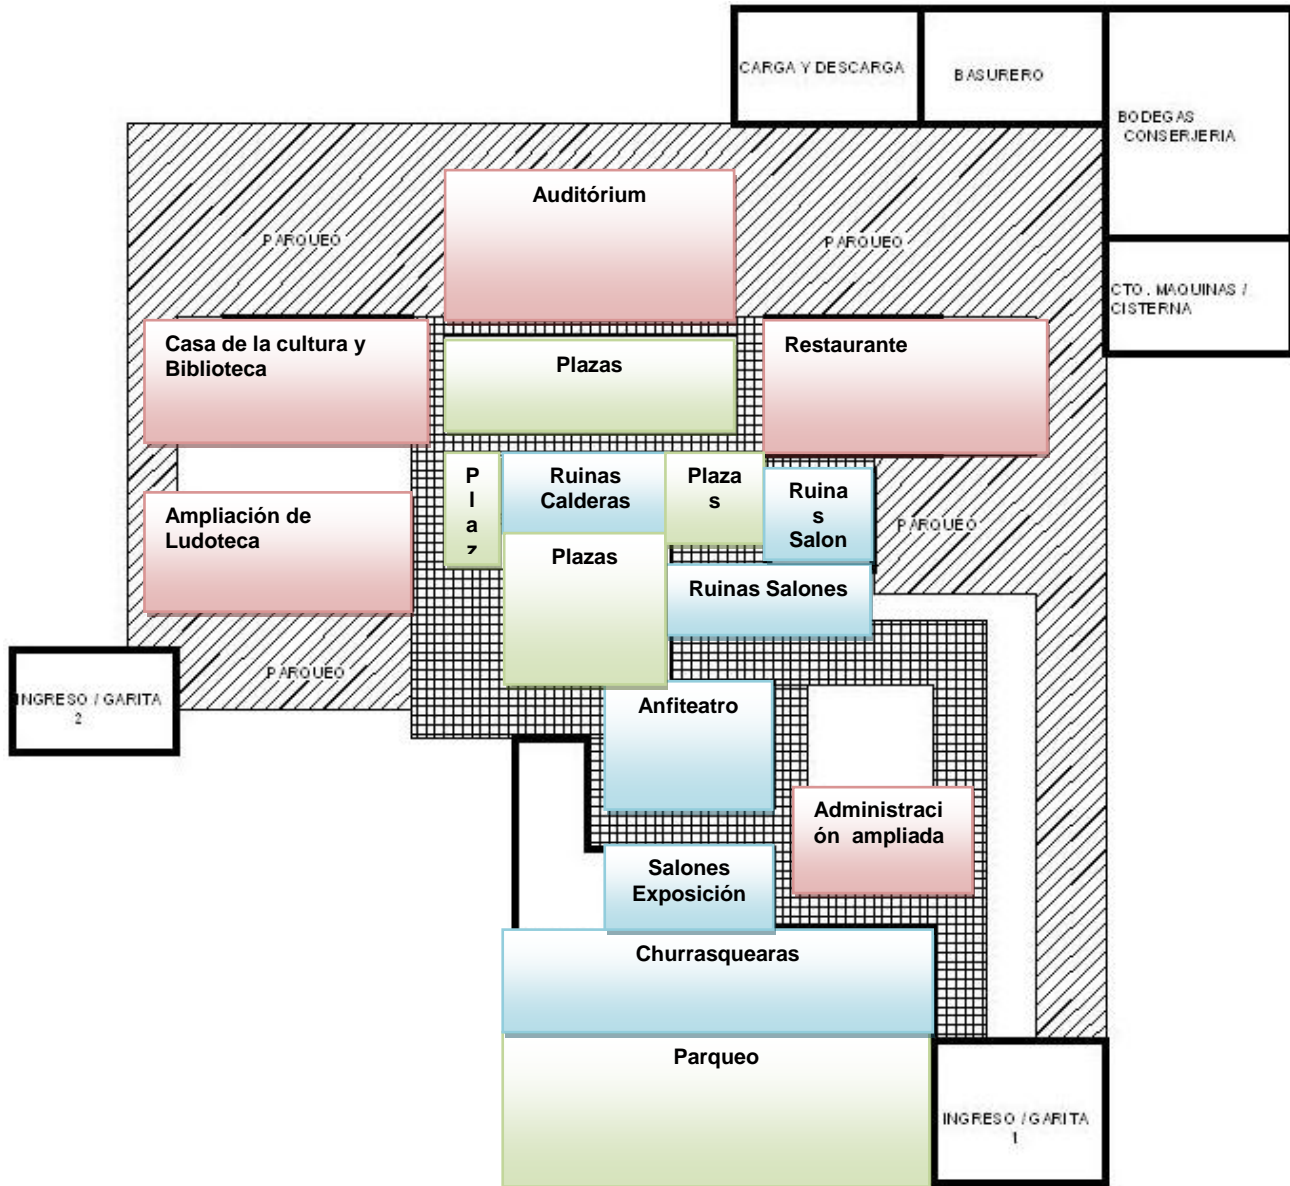 CARGA Y DESCARGA
BASURERO
BODEGAS
CONSERJERIA
Auditórium
PARQUEO
PARQUEO
CTO. MAQUINAS /
CISTERNA
Casa de la cultura y
Biblioteca
Plazas
Restaurante
P
l
a
z
Ruinas
Calderas
Plaza
s
Ruina
s
Salon
Ampliación de
Ludoteca
PARQUEO
Plazas
Ruinas Salones
PARQUEO
INGRESO / GARITA
2
Anfiteatro
Administraci
ón ampliada
Salones
Exposición
Churrasquearas
Parqueo
INGRESO / GARITA
1